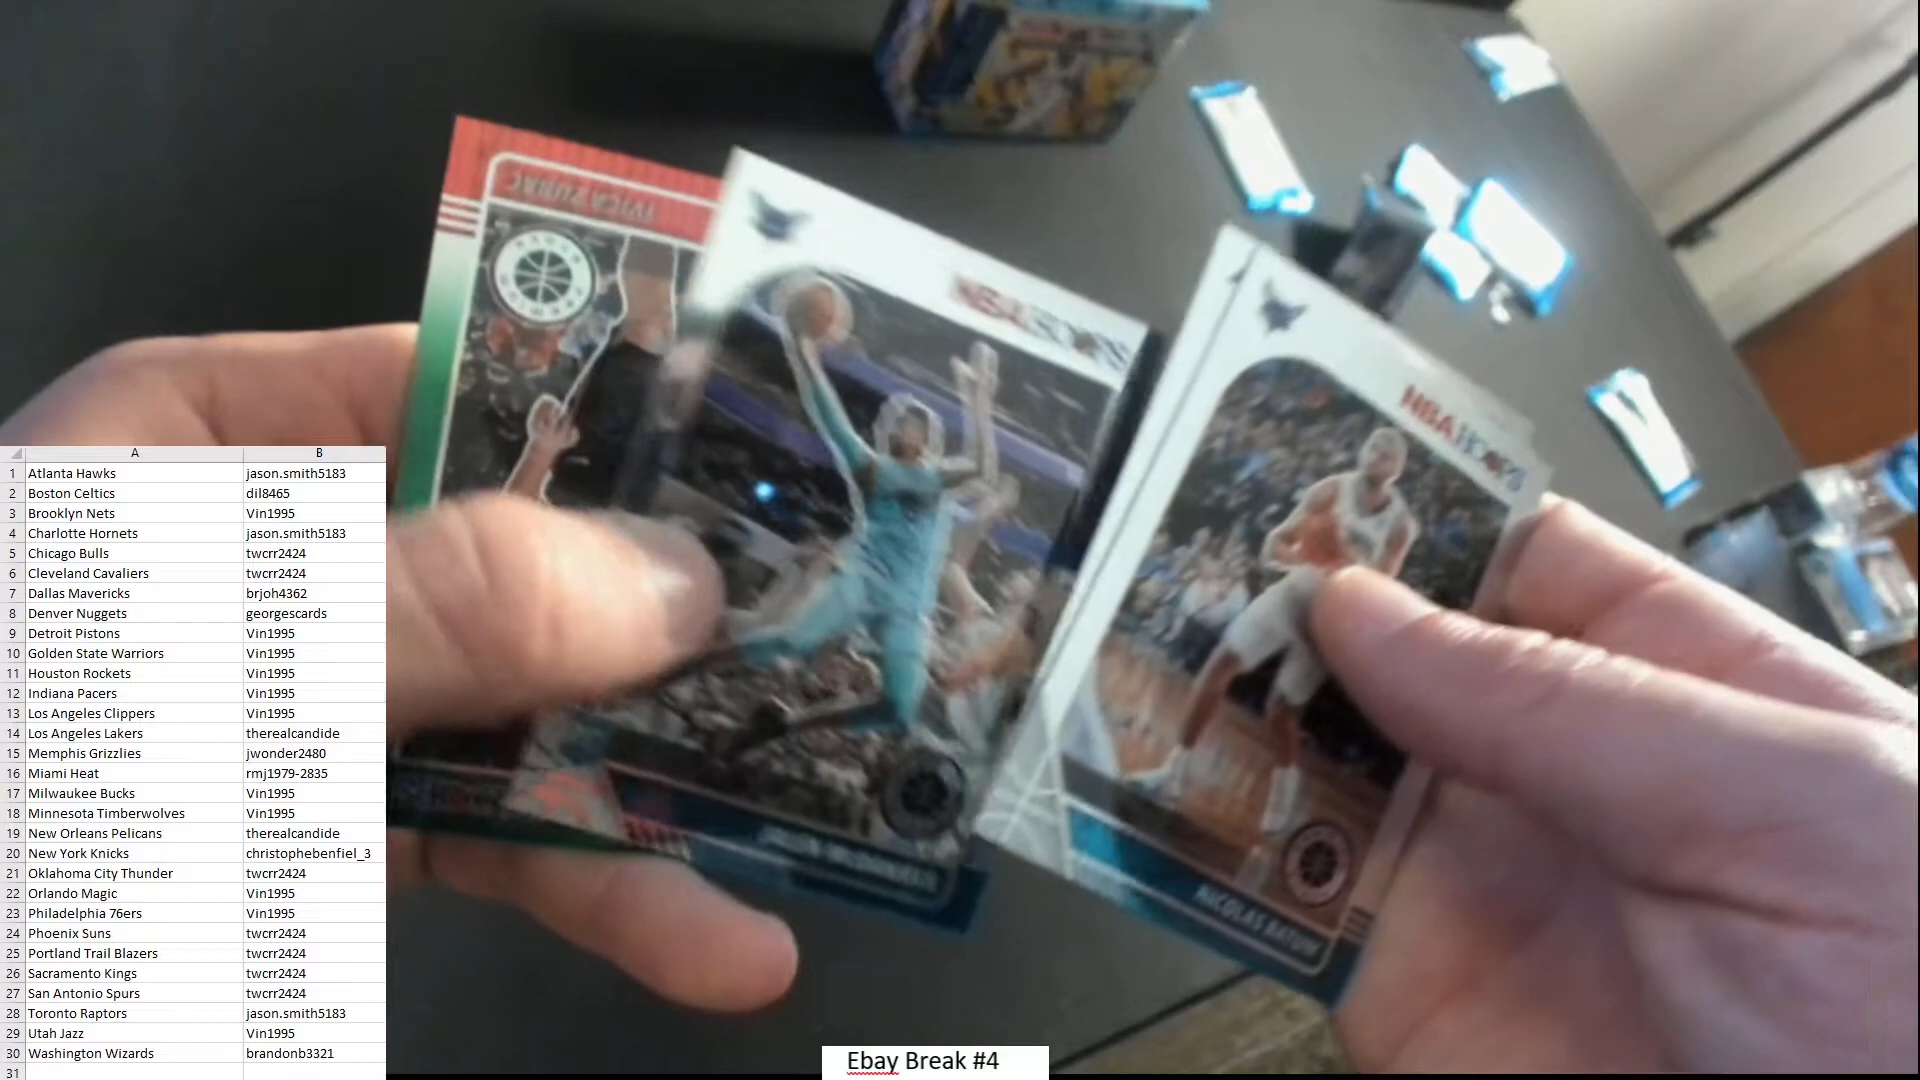 IVICA ZUBAC
NBA HOOPS
NBA HOOPS
JALEN McDANIELS
NICOLAS BATUM
A B
1 Atlanta Hawks jason.smith5183
2 Boston Celtics dil8465
3 Brooklyn Nets Vin1995
4 Charlotte Hornets jason.smith5183
5 Chicago Bulls twcrr2424
6 Cleveland Cavaliers twcrr2424
7 Dallas Mavericks brjoh4362
8 Denver Nuggets georgescards
9 Detroit Pistons Vin1995
10 Golden State Warriors Vin1995
11 Houston Rockets Vin1995
12 Indiana Pacers Vin1995
13 Los Angeles Clippers Vin1995
14 Los Angeles Lakers therealcandide
15 Memphis Grizzlies jwonder2480
16 Miami Heat rmj1979-2835
17 Milwaukee Bucks Vin1995
18 Minnesota Timberwolves Vin1995
19 New Orleans Pelicans therealcandide
20 New York Knicks christophebenfiel_3
21 Oklahoma City Thunder twcrr2424
22 Orlando Magic Vin1995
23 Philadelphia 76ers Vin1995
24 Phoenix Suns twcrr2424
25 Portland Trail Blazers twcrr2424
26 Sacramento Kings twcrr2424
27 San Antonio Spurs twcrr2424
28 Toronto Raptors jason.smith5183
29 Utah Jazz Vin1995
30 Washington Wizards brandonb3321
31
Ebay Break #4